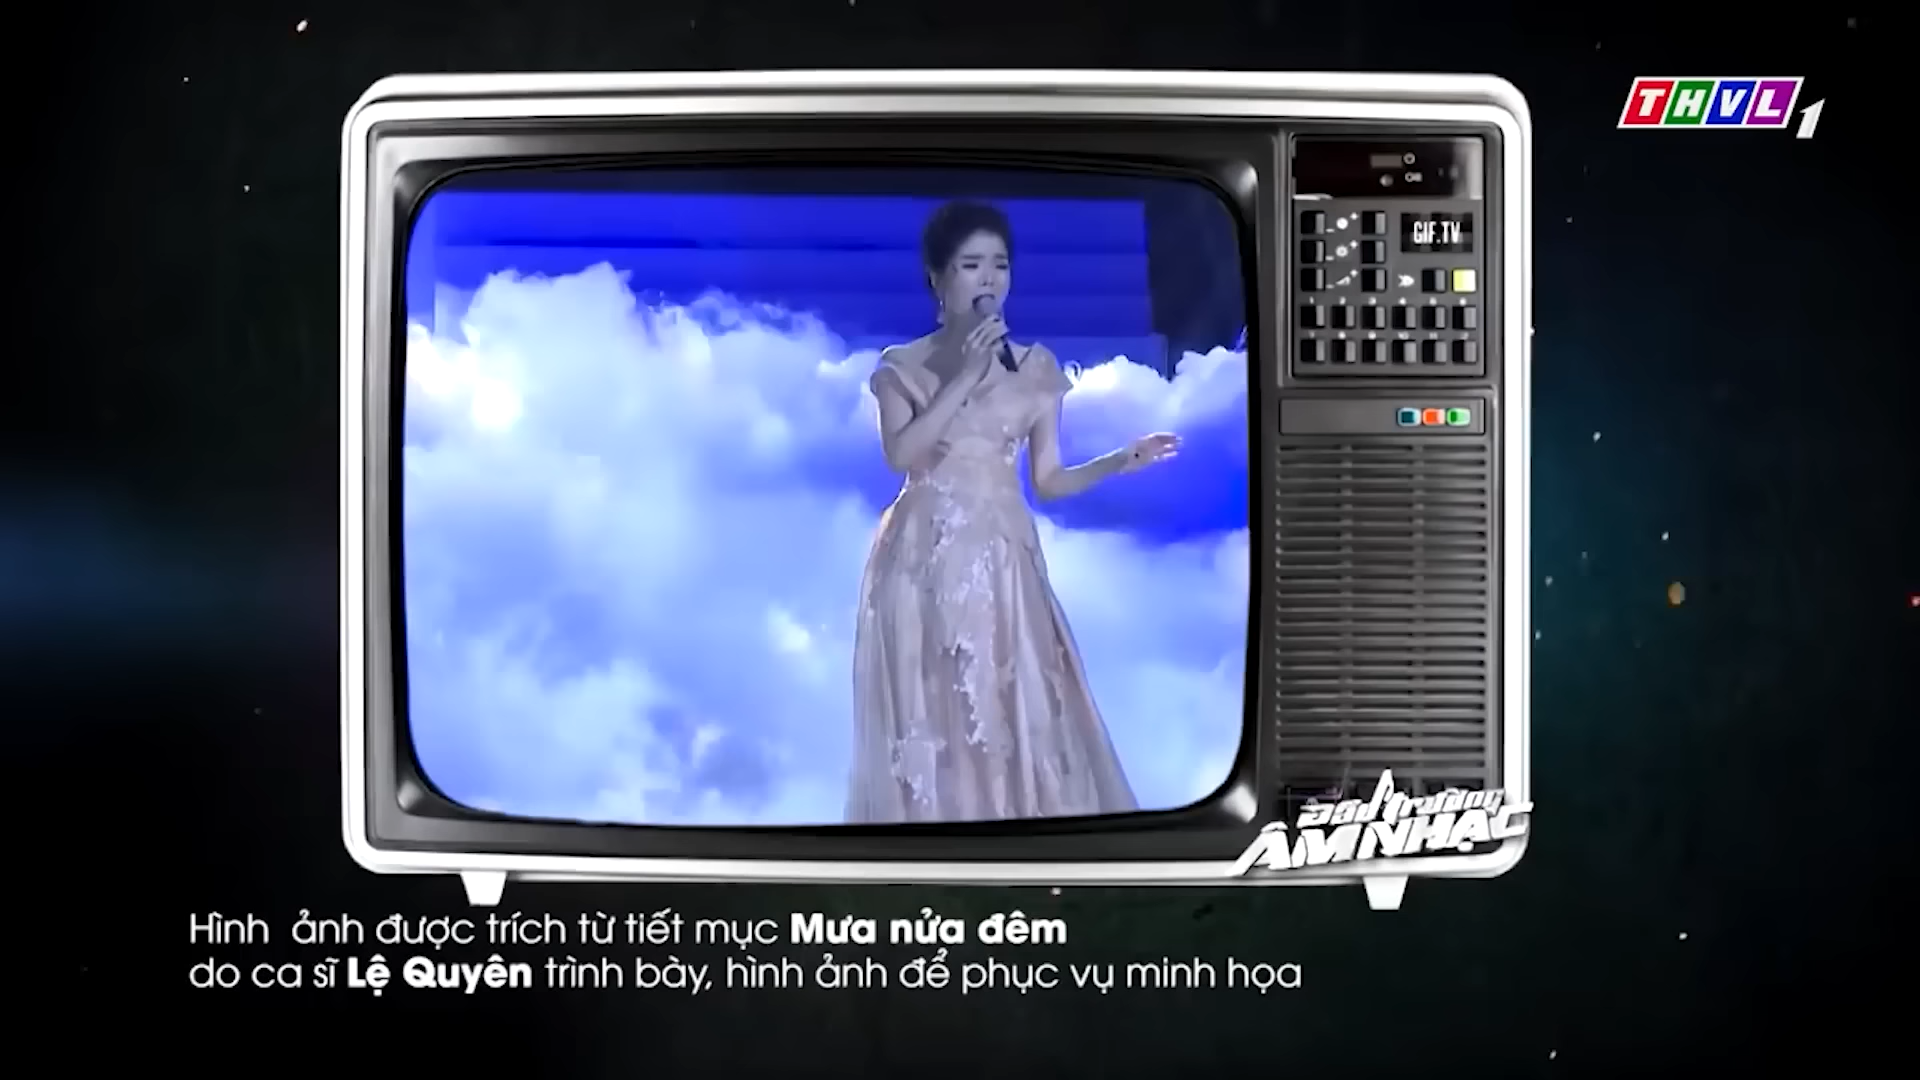 THVL1
GIF.TV
Đấu trường
ÂM NHẠC
Hình ảnh được trích từ tiết mục Mưa nửa đêm
do ca sĩ Lệ Quyên trình bày, hình ảnh để phục vụ minh họa